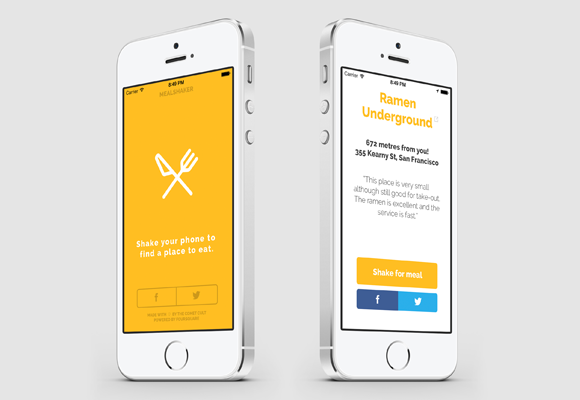 Carrier 8:49 PM
MEALSHAKER
Shake your phone to
find a place to eat.
f
Carrier 8:49 PM
Ramen
Underground
672 metres from you!
355 Kearny St, San Francisco
"This place is very small
although still good for take-out.
The ramen is excellent and the
service is fast."
Shake for meal
f